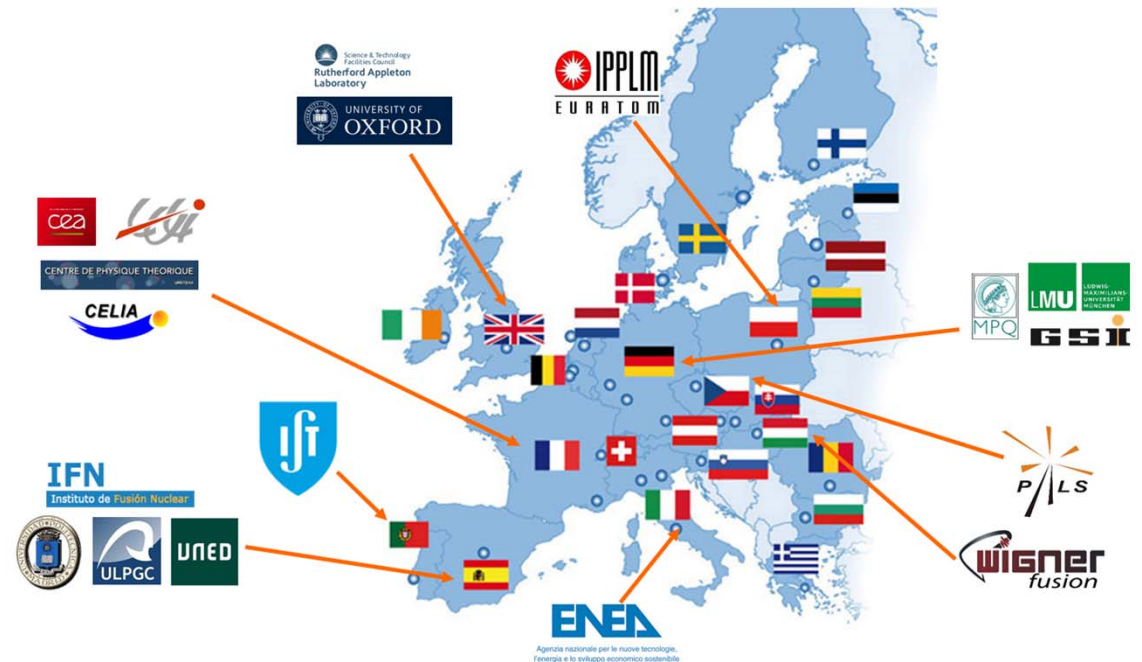 Science & Technology
Facilities Council
Rutherford Appleton
Laboratory
UNIVERSITY OF
OXFORD
IPPLM
EURATOM
cea
CENTRE DE PHYSIQUE THEORIQUE
CELIA
MPQ
LMU
LUDWIG-
MAXIMILIANS-
UNIVERSITÄT
MÜNCHEN
GSI
IST
IFN
Instituto de Fusión Nuclear
ULPGC
UNED
PALS
wigner
fusion
ENEA
Agenzia nazionale per le nuove tecnologie,
l'energia e lo sviluppo economico sostenibile